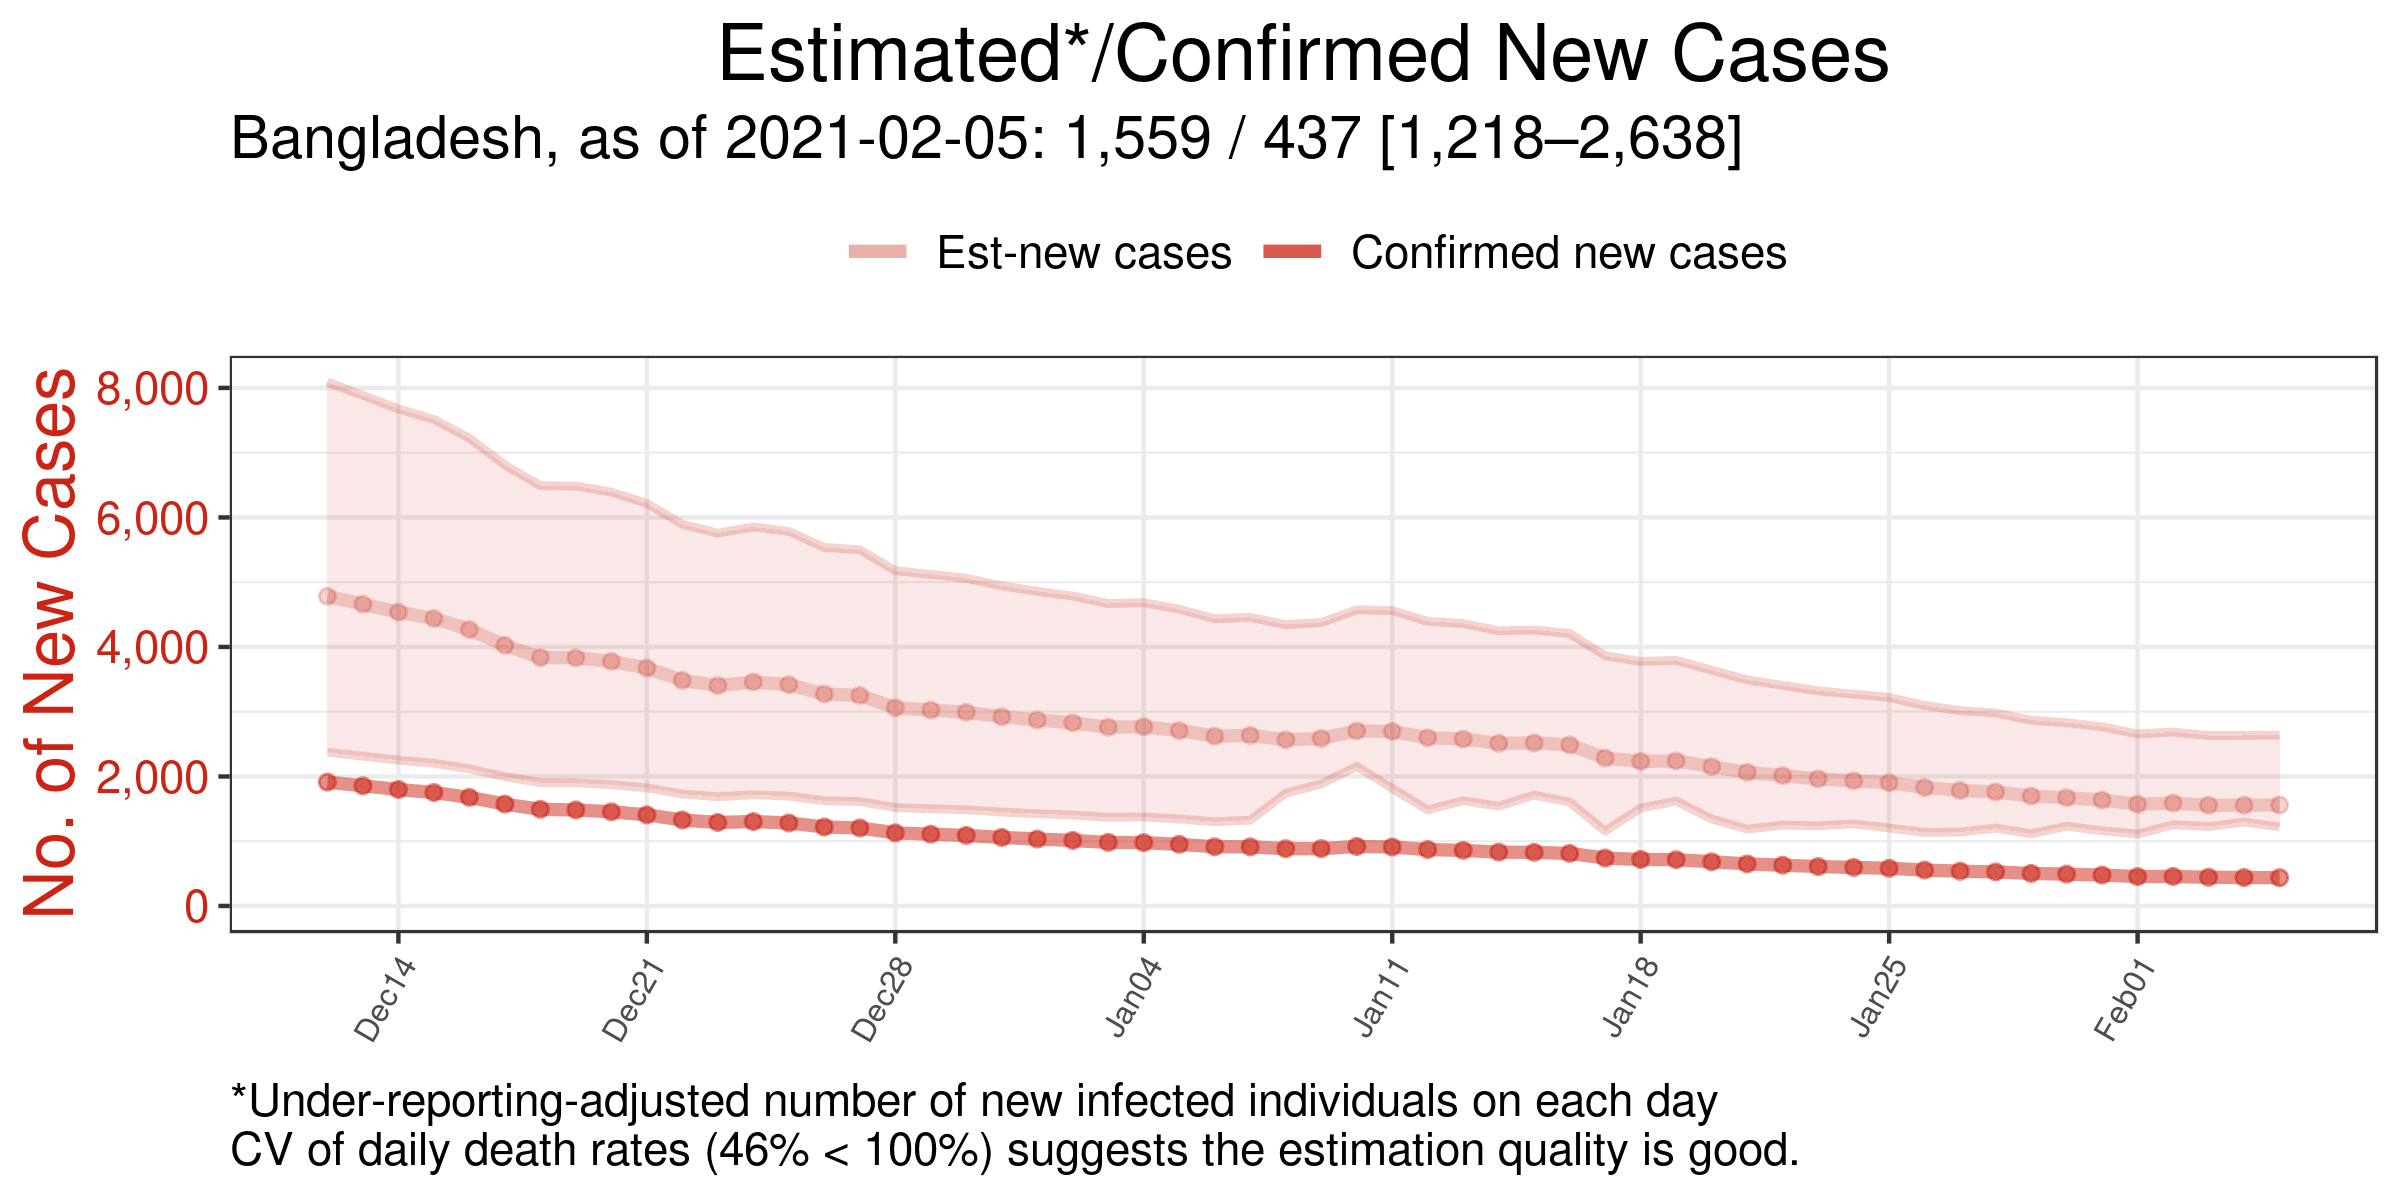 Estimated*/Confirmed New Cases
Bangladesh, as of 2021-02-05: 1,559 / 437 [1,218–2,638]
Est-new cases
Confirmed new cases
No. of New Cases
8,000
6,000
4,000
2,000
0
Dec14
Dec21
Dec28
Jan04
Jan11
Jan18
Jan25
Feb01
*Under-reporting-adjusted number of new infected individuals on each day
CV of daily death rates (46% < 100%) suggests the estimation quality is good.